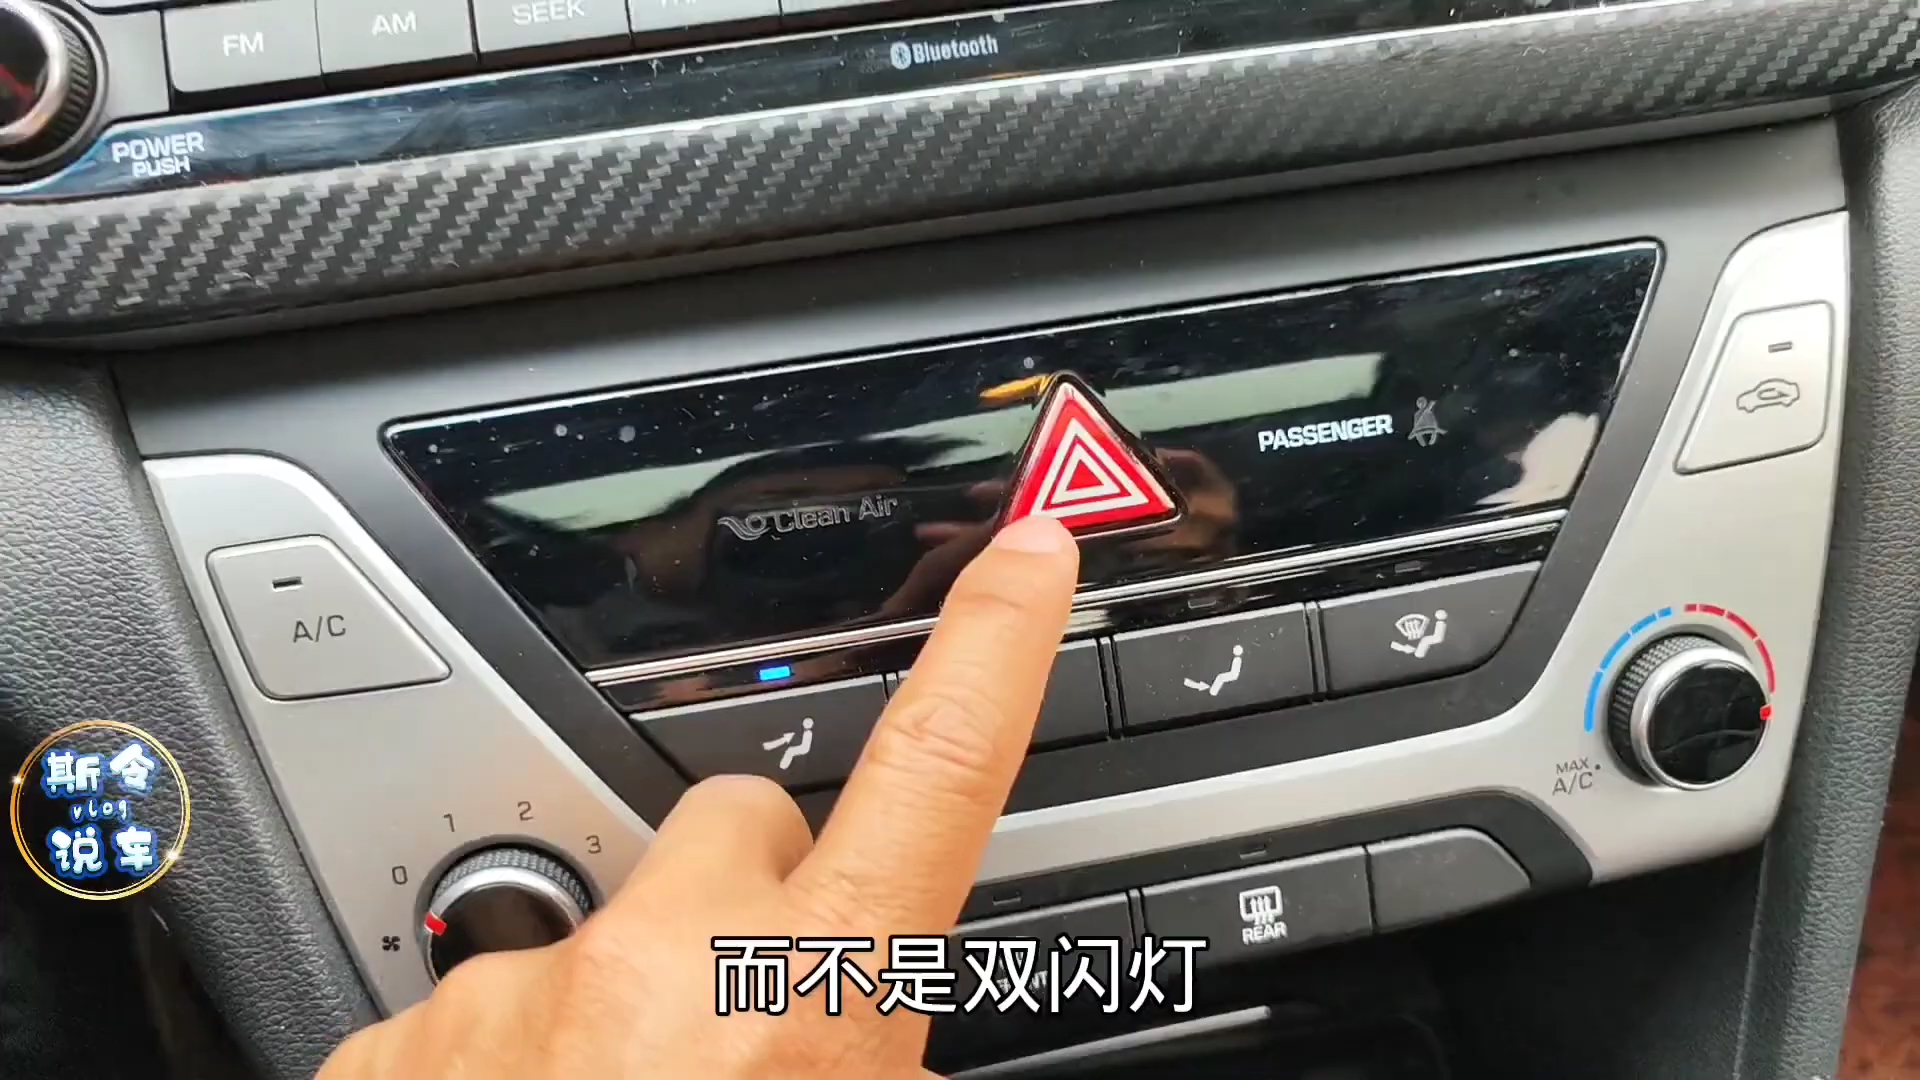 FM
AM
SEEK
Bluetooth
POWER
PUSH
PASSENGER
Clean Air
A/C
MAX
A/C
0
1
2
3
REAR
斯令
vlog
说车
而不是双闪灯